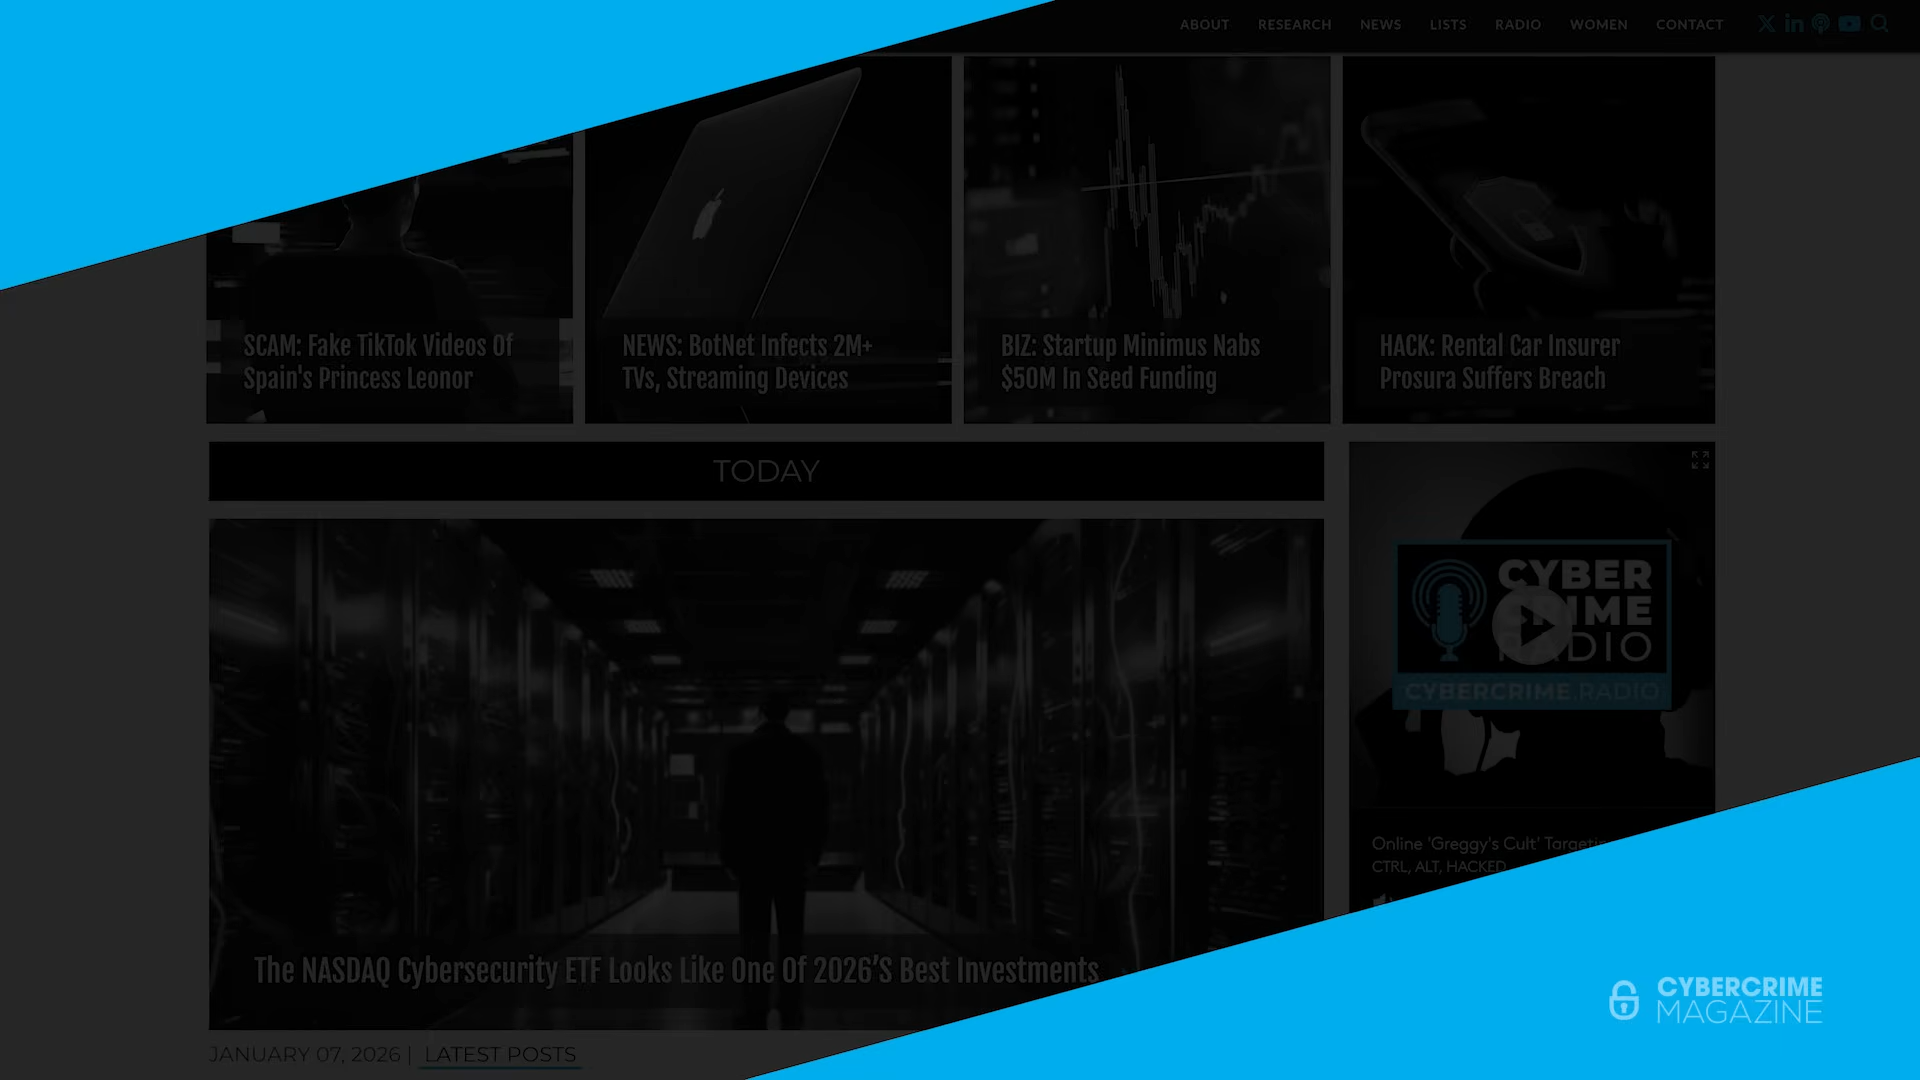 ABOUT RESEARCH NEWS LISTS RADIO WOMEN CONTACT
SCAM: Fake TikTok Videos Of
Spain's Princess Leonor
NEWS: BotNet Infects 2M+
TVs, Streaming Devices
BIZ: Startup Minimus Nabs
$50M In Seed Funding
HACK: Rental Car Insurer
Prosura Suffers Breach
TODAY
CYBER
CRIME
RADIO
CYBERCRIME.RADIO
Online 'Greggy's Cult'
CTRL, ALT, HACKED
The NASDAQ Cybersecurity ETF Looks Like One Of 2026’S Best Investments
JANUARY 07, 2026 | LATEST POSTS
CYBERCRIME
MAGAZINE